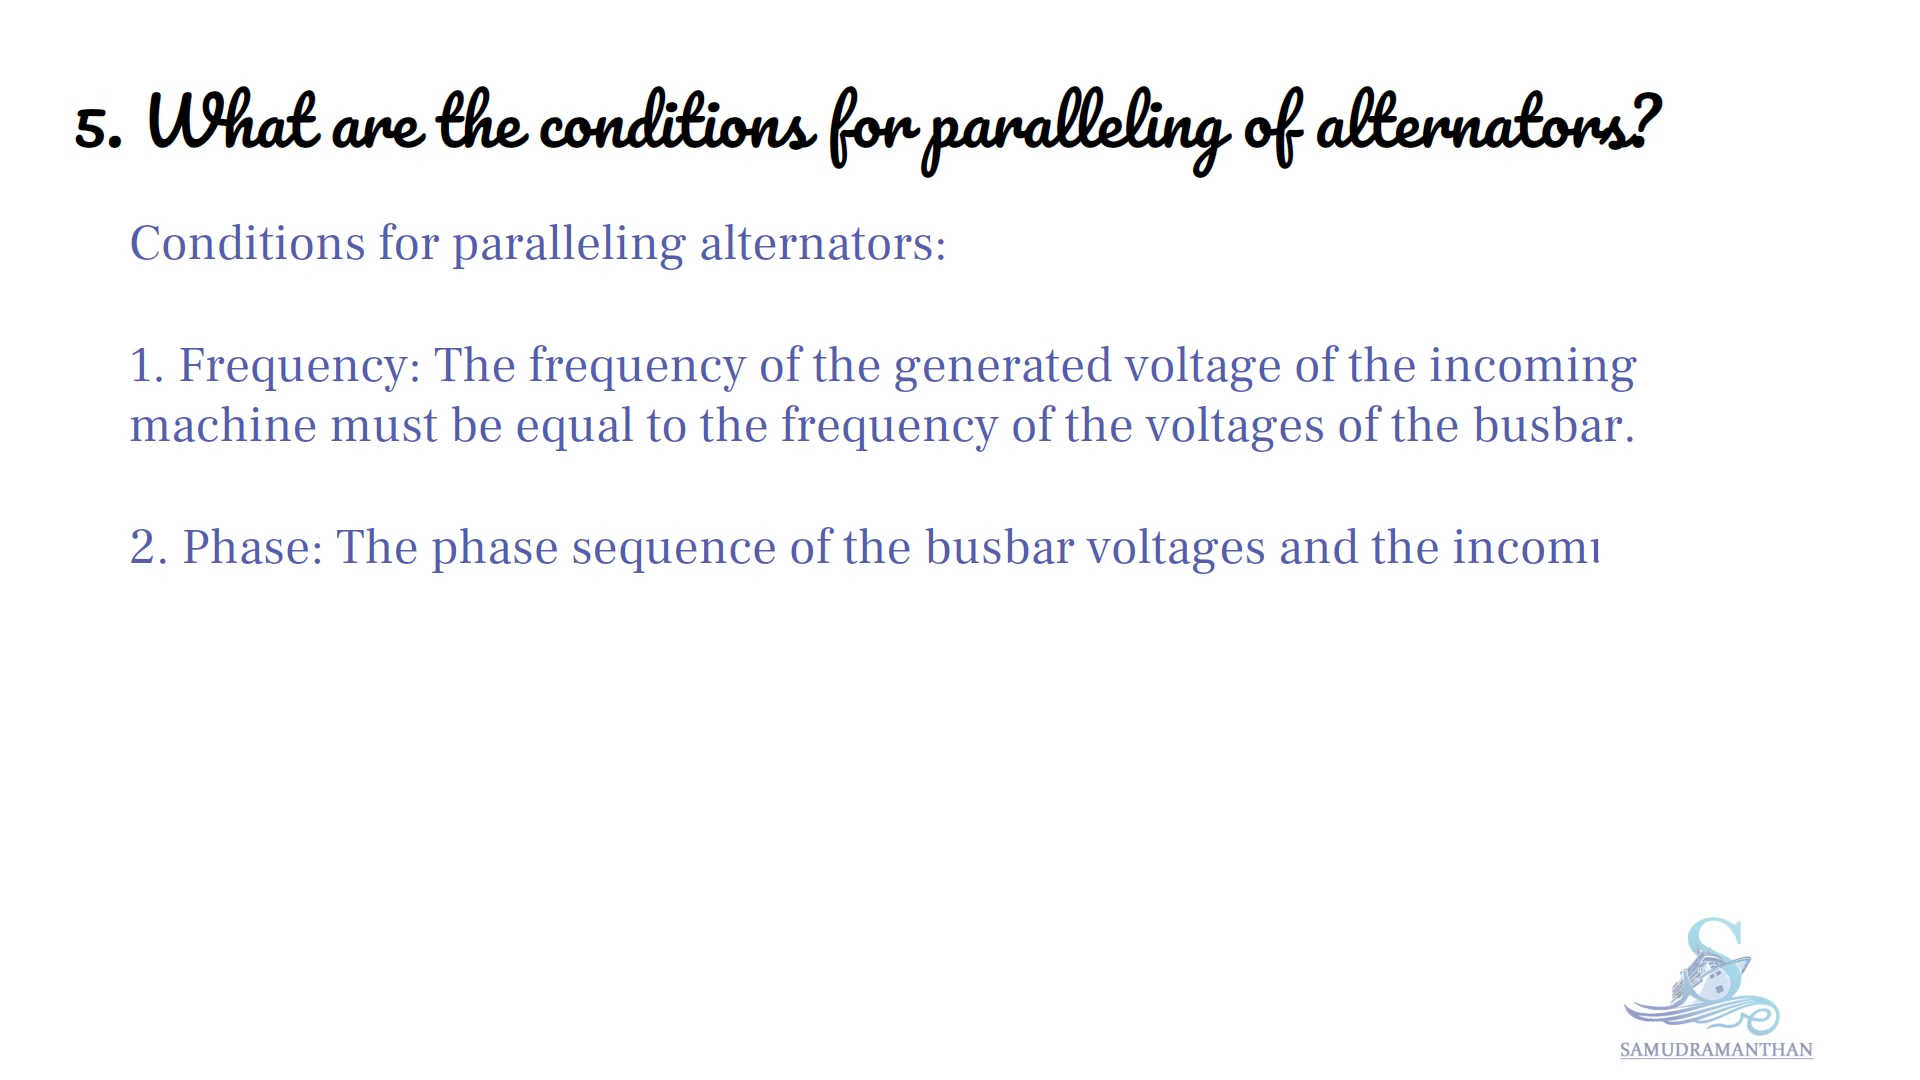 5. What are the conditions for paralleling of alternators?
Conditions for paralleling alternators:
1. Frequency: The frequency of the generated voltage of the incoming
machine must be equal to the frequency of the voltages of the busbar.
2. Phase: The phase sequence of the busbar voltages and the
SAMUDRAMANTHAN